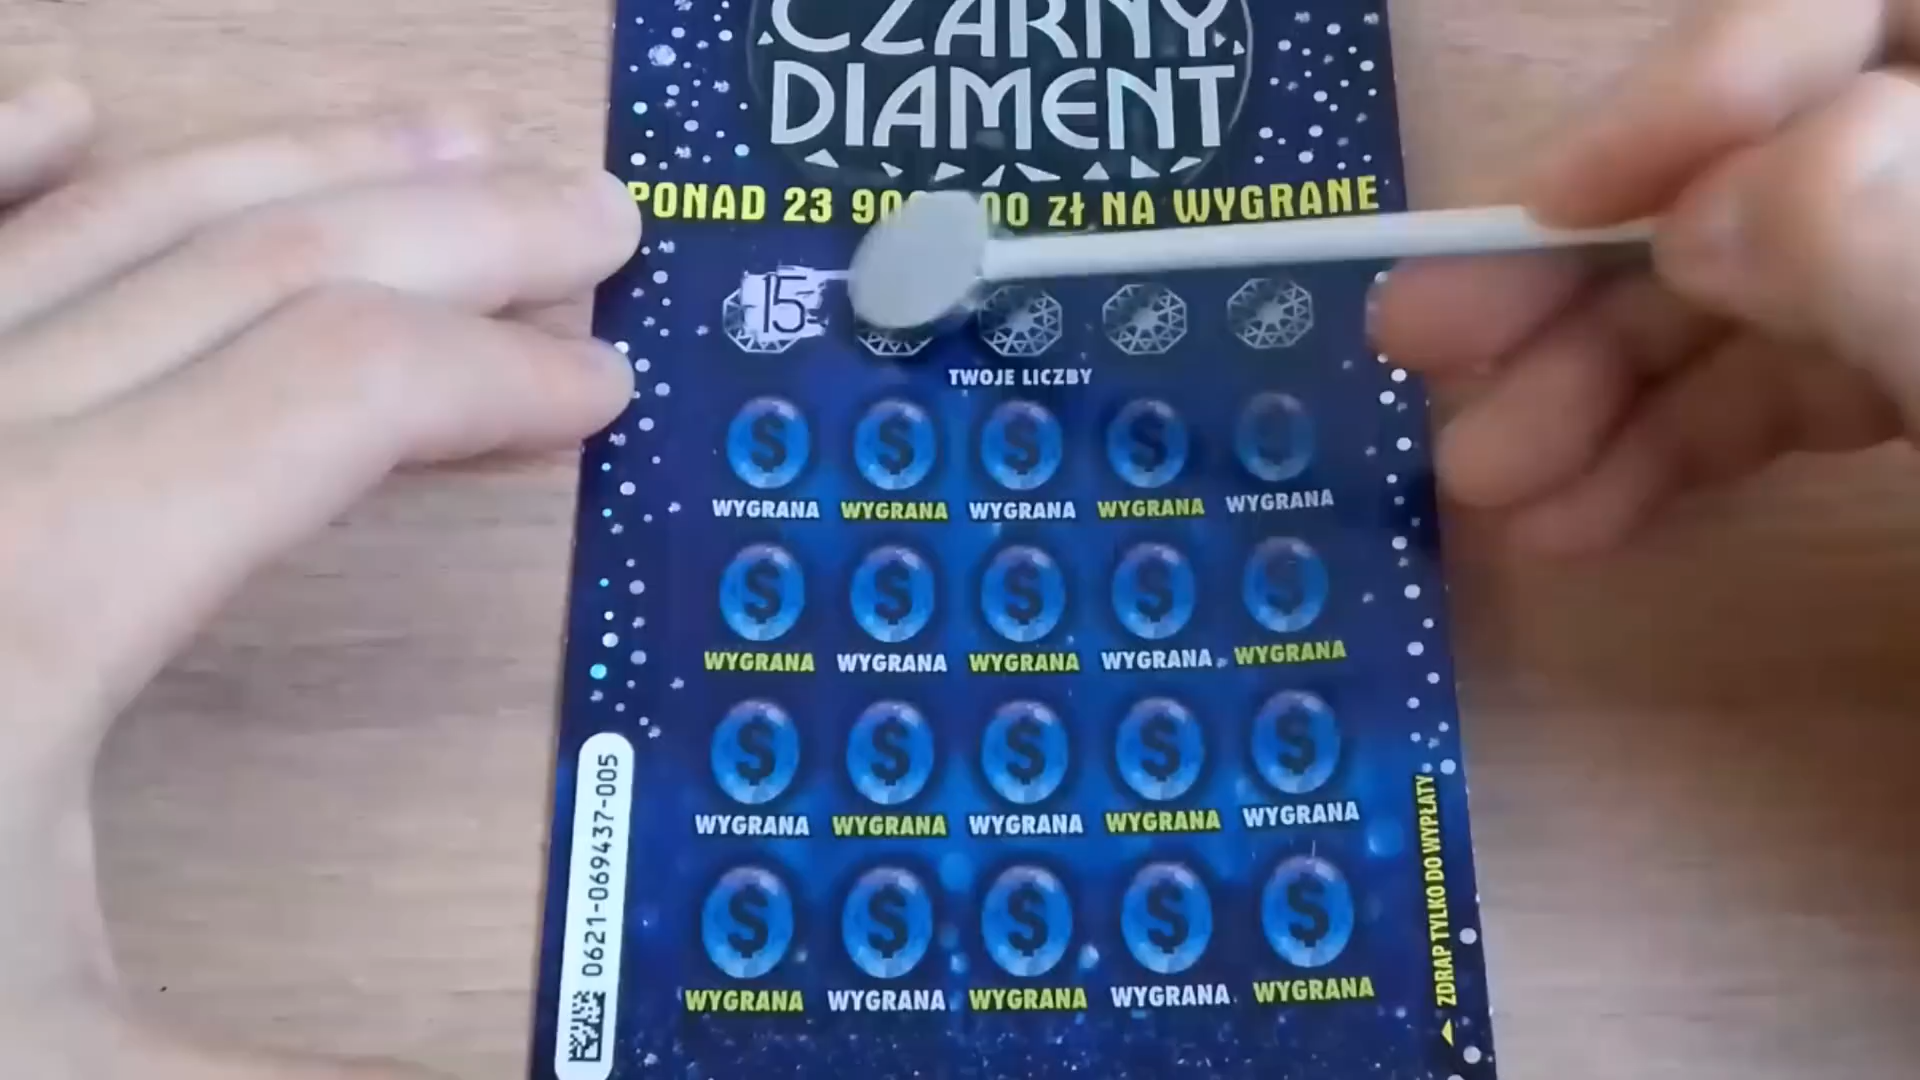 CZARNY
DIAMENT
PONAD 23 90 00 zł NA WYGRANE
15
TWOJE LICZBY
$ $ $ $ $
WYGRANA WYGRANA WYGRANA WYGRANA WYGRANA
$ $ $ $ $
WYGRANA WYGRANA WYGRANA WYGRANA WYGRANA
$ $ $ $ $
WYGRANA WYGRANA WYGRANA WYGRANA WYGRANA
$ $ $ $ $
WYGRANA WYGRANA WYGRANA WYGRANA WYGRANA
0621-069437-005
ZDRAP TYLKO DO WYPŁATY